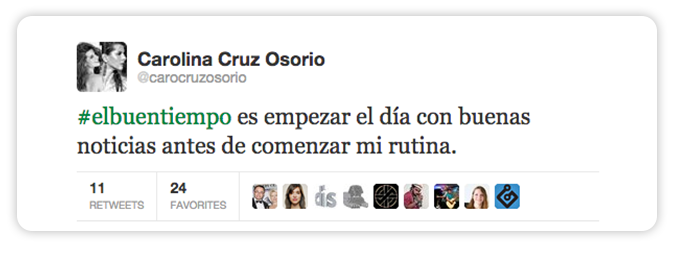 Carolina Cruz Osorio
@carocruzosorio
#elbuentiempo es empezar el día con buenas
noticias antes de comenzar mi rutina.
11 24
RETWEETS FAVORITES